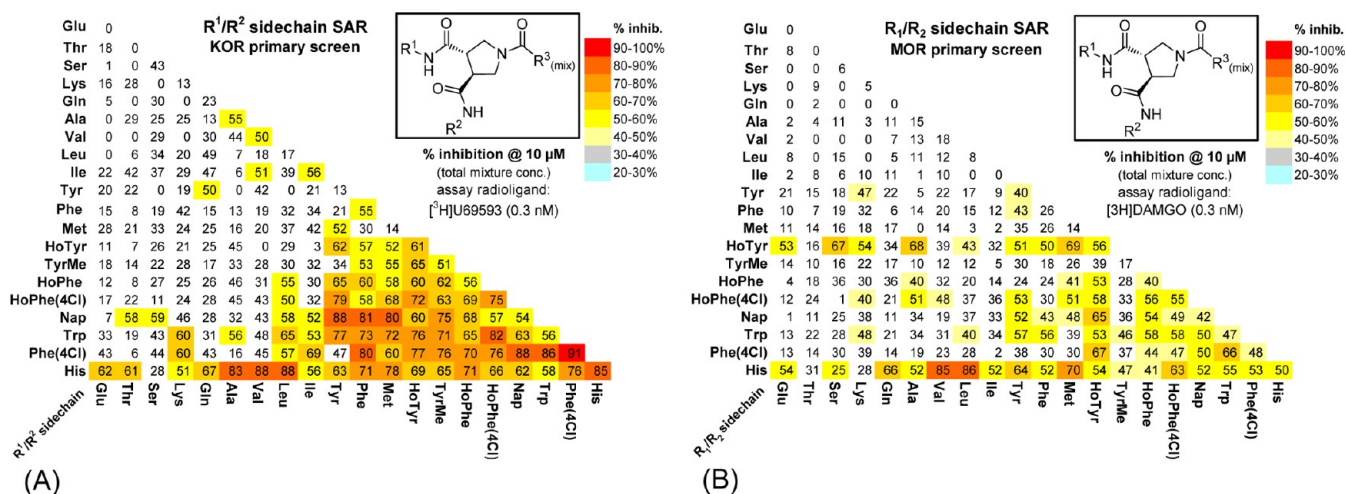 R¹/R² sidechain SAR
KOR primary screen
% inhib.
90-100%
80-90%
70-80%
60-70%
50-60%
40-50%
30-40%
20-30%
R¹
N
H
O
N
O
R³(mix)
O
NH
R²
% inhibition @ 10 µM
(total mixture conc.)
assay radioligand:
[³H]U69593 (0.3 nM)
Glu 0
Thr 18 0
Ser 1 0 43
Lys 16 28 0 13
Gln 5 0 30 0 23
Ala 0 29 25 25 13 55
Val 0 0 29 0 30 44 50
Leu 0 6 34 20 49 7 18 17
Ile 22 42 37 29 47 51 39 56
Tyr 20 22 0 19 50 0 42 0 21 13
Phe 15 8 19 42 15 13 19 32 34 21 55
Met 28 21 33 24 25 16 20 37 42 52 30 14
HoTyr 11 7 26 21 25 45 0 29 3 62 57 52 61
TyrMe 18 14 22 28 17 33 28 30 32 34 53 55 65 51
HoPhe 12 8 27 25 26 46 31 55 30 65 60 58 60 62 56
HoPhe(4Cl) 17 22 11 24 28 45 43 50 32 79 58 68 72 63 69 75
Nap 7 58 59 46 28 32 43 58 52 88 81 80 60 75 68 57 54
Trp 33 19 43 60 31 56 48 65 53 77 73 72 76 71 66 82 63 56
Phe(4Cl) 43 6 44 60 43 16 45 57 69 47 80 60 77 76 70 76 88 86 91
His 62 61 28 51 67 83 88 88 56 63 71 78 69 65 71 66 62 58 76 85
R¹/R² sidechain
Glu Thr Ser Lys Gln Ala Val Leu Ile Tyr Phe Met HoTyr TyrMe HoPhe HoPhe(4Cl) Nap Trp Phe(4Cl) His
(A)
R₁/R₂ sidechain SAR
MOR primary screen
% inhib.
90-100%
80-90%
70-80%
60-70%
50-60%
40-50%
30-40%
20-30%
R¹
N
H
O
N
O
R³(mix)
O
NH
R²
% inhibition @ 10 µM
(total mixture conc.)
assay radioligand:
[3H]DAMGO (0.3 nM)
Glu 0
Thr 8 0
Ser 0 0 6
Lys 0 9 0 5
Gln 0 2 0 0 0
Ala 2 4 11 3 11 15
Val 2 0 0 0 7 13 18
Leu 8 0 15 0 5 11 12 8
Ile 2 8 6 10 11 1 10 0 0
Tyr 21 15 18 47 22 5 22 17 9 40
Phe 10 7 19 32 6 14 20 15 12 43 26
Met 11 14 16 18 17 0 14 3 2 35 26 14
HoTyr 53 16 67 54 34 68 39 43 32 51 50 69 56
TyrMe 14 10 16 22 17 10 12 12 5 30 18 26 39 17
HoPhe 4 18 36 30 36 40 32 20 14 24 28 41 53 28 40
HoPhe(4Cl) 12 24 1 40 21 51 48 37 36 53 30 51 58 34 56 55
Nap 1 11 25 38 11 34 19 37 33 52 43 48 65 33 54 49 42
Trp 13 22 28 48 21 34 31 40 21 57 56 39 53 46 58 58 50 47
Phe(4Cl) 13 14 30 39 14 19 23 28 2 38 30 30 67 37 44 47 50 66 48
His 54 31 25 28 66 52 85 86 52 64 52 70 54 47 41 63 52 55 53 50
R₁/R₂ sidechain
Glu Thr Ser Lys Gln Ala Val Leu Ile Tyr Phe Met HoTyr TyrMe HoPhe HoPhe(4Cl) Nap Trp Phe(4Cl) His
(B)